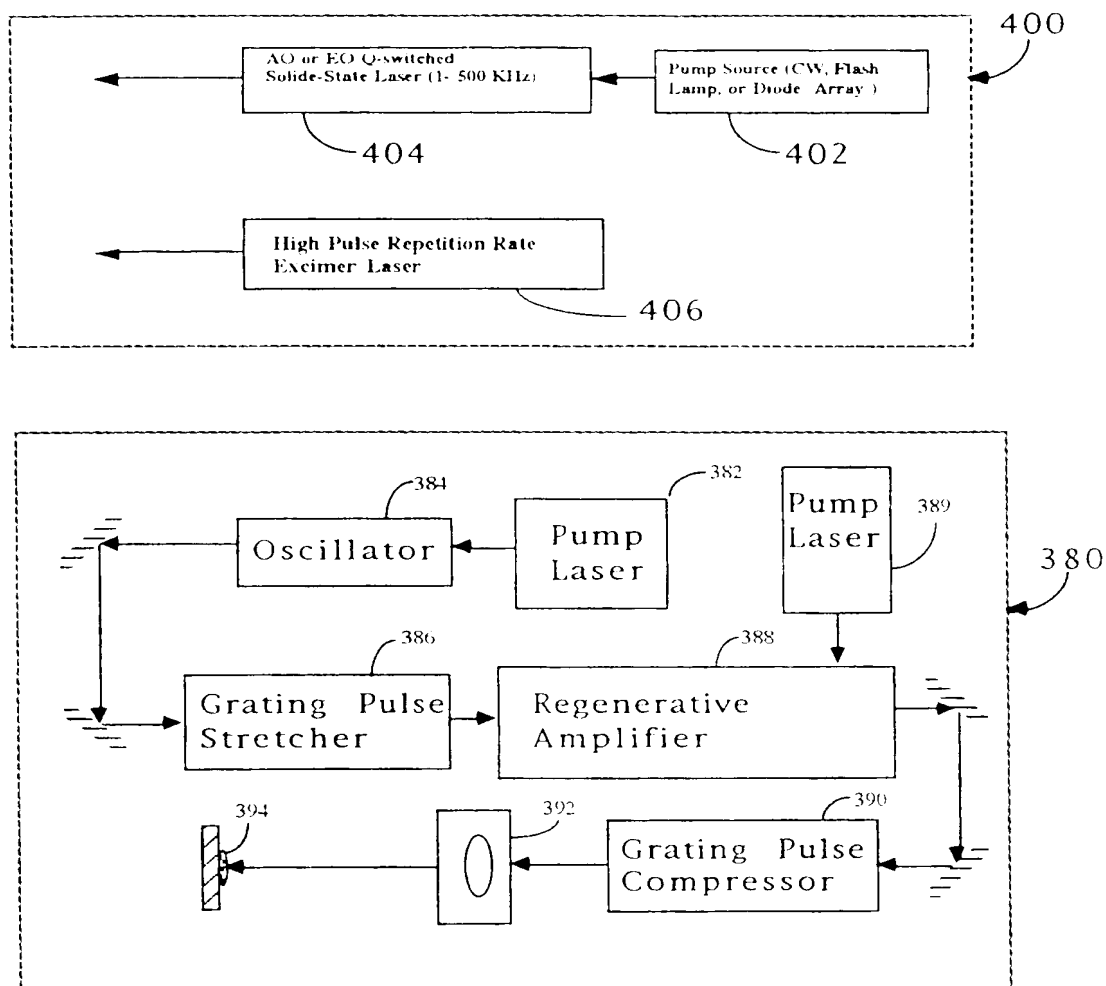 400
AO or EO Q-switched
Solide-State Laser (1- 500 KHz)
Pump Source (CW, Flash
Lamp, or Diode Array )
404
402
High Pulse Repetition Rate
Excimer Laser
406
384
Oscillator
382
Pump
Laser
Pump
Laser
389
380
386
Grating Pulse
Stretcher
388
Regenerative
Amplifier
394
392
390
Grating Pulse
Compressor